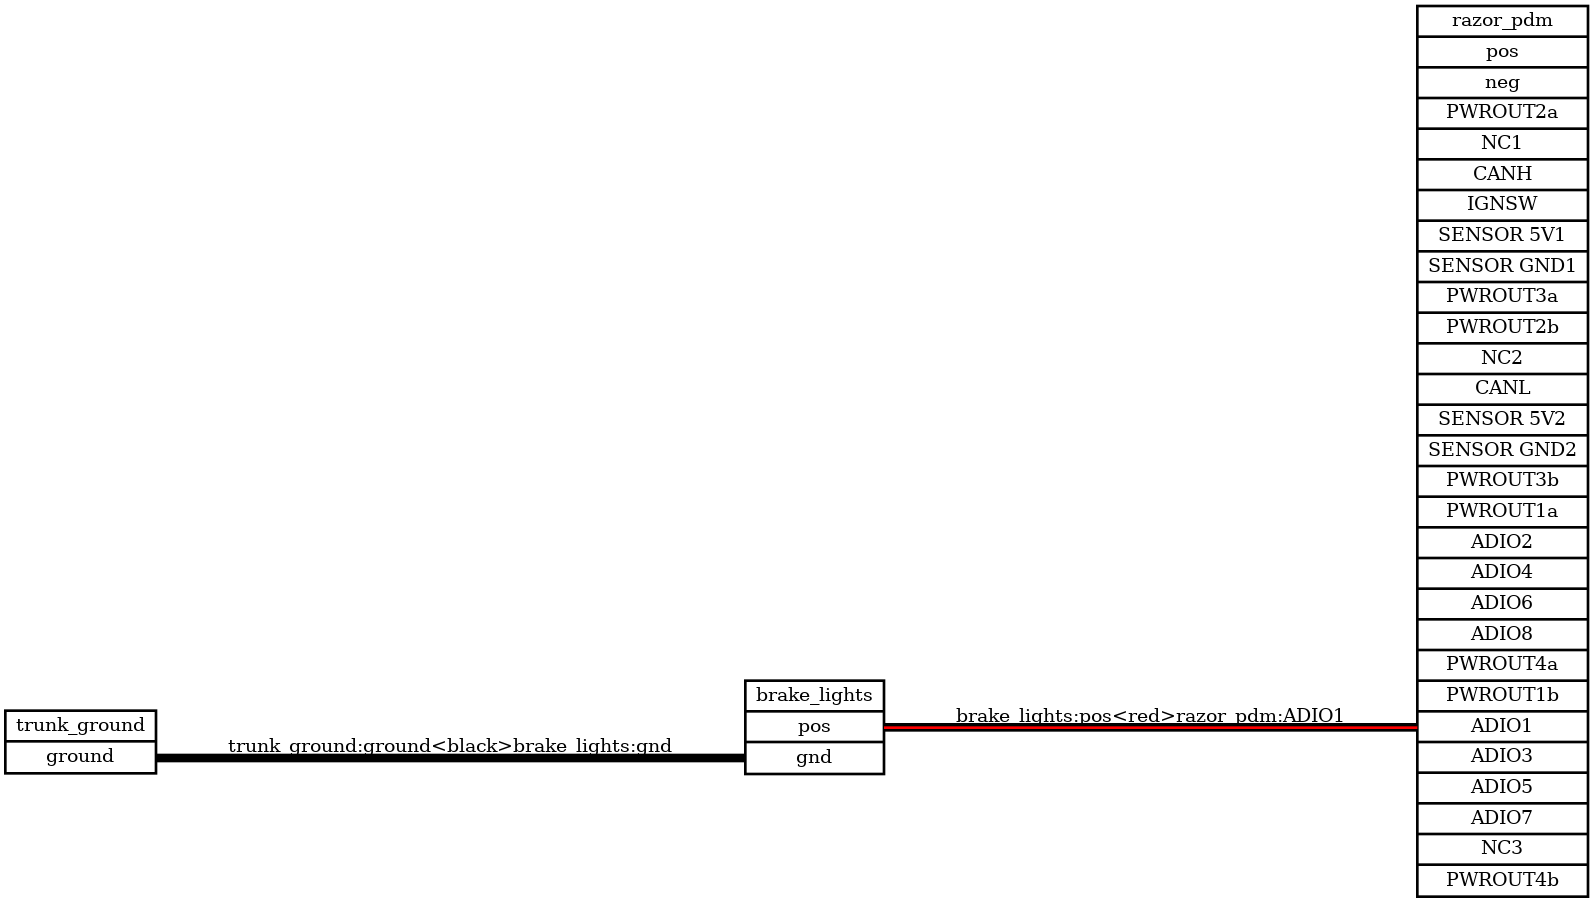 trunk_ground
ground
trunk_ground:ground<black>brake_lights:gnd
brake_lights
pos
gnd
brake_lights:pos<red>razor_pdm:ADIO1
razor_pdm
pos
neg
PWROUT2a
NC1
CANH
IGNSW
SENSOR 5V1
SENSOR GND1
PWROUT3a
PWROUT2b
NC2
CANL
SENSOR 5V2
SENSOR GND2
PWROUT3b
PWROUT1a
ADIO2
ADIO4
ADIO6
ADIO8
PWROUT4a
PWROUT1b
ADIO1
ADIO3
ADIO5
ADIO7
NC3
PWROUT4b